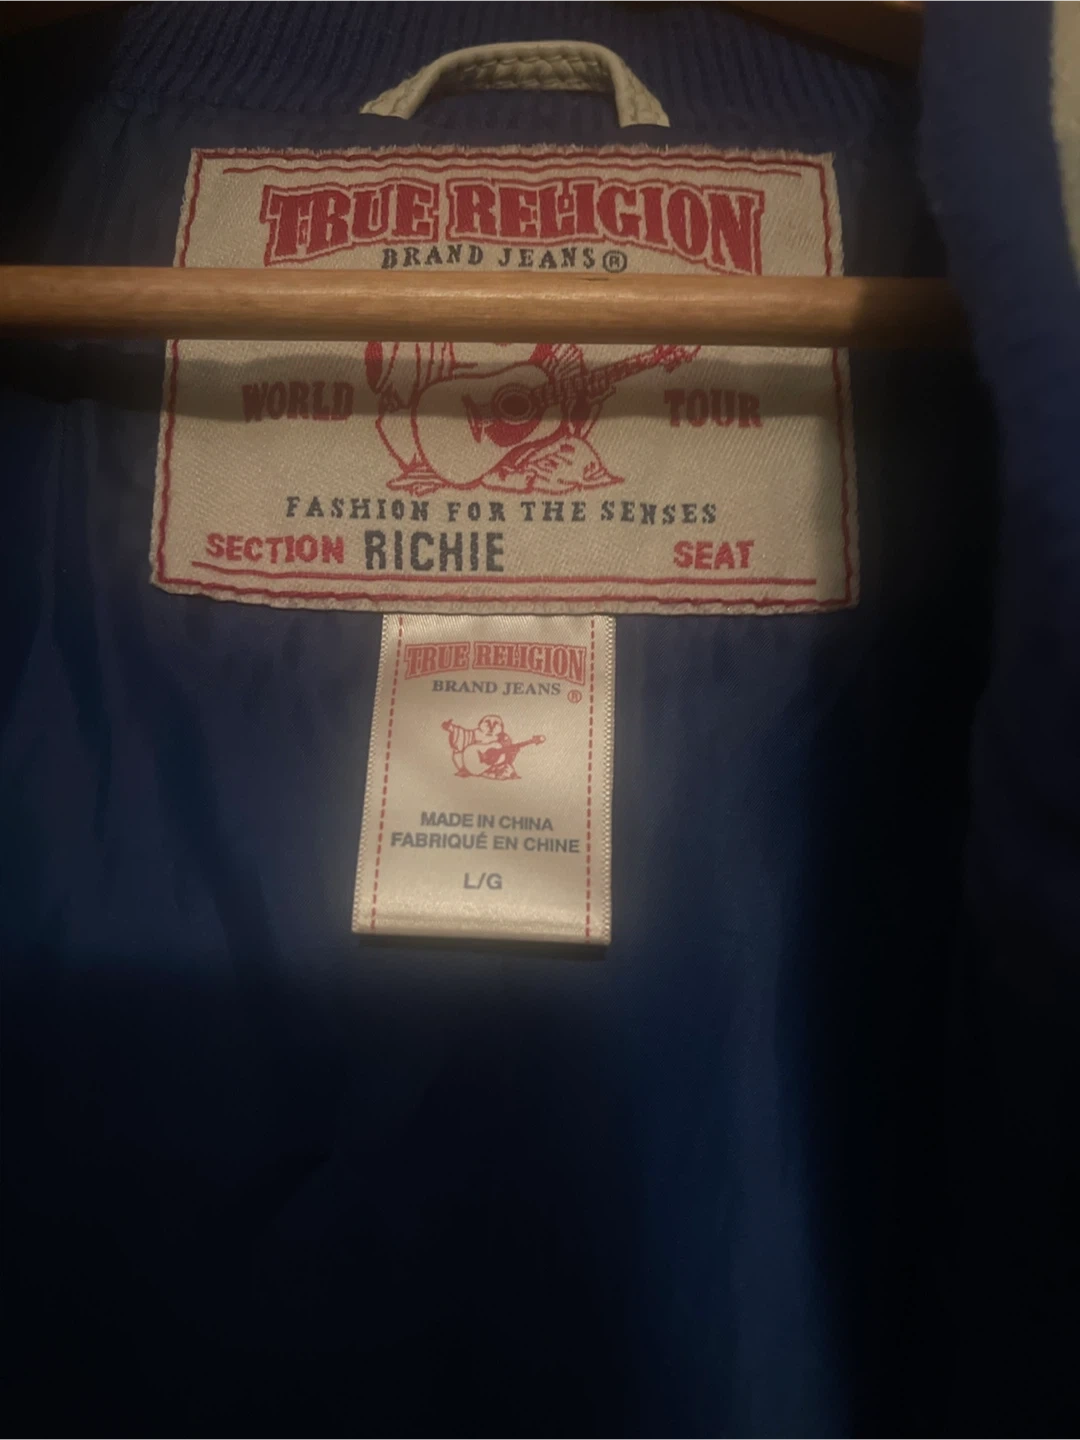 TRUE RELIGION
BRAND JEANS®
WORLD TOUR
FASHION FOR THE SENSES
SECTION RICHIE SEAT
TRUE RELIGION
BRAND JEANS®
MADE IN CHINA
FABRIQUÉ EN CHINE
L/G